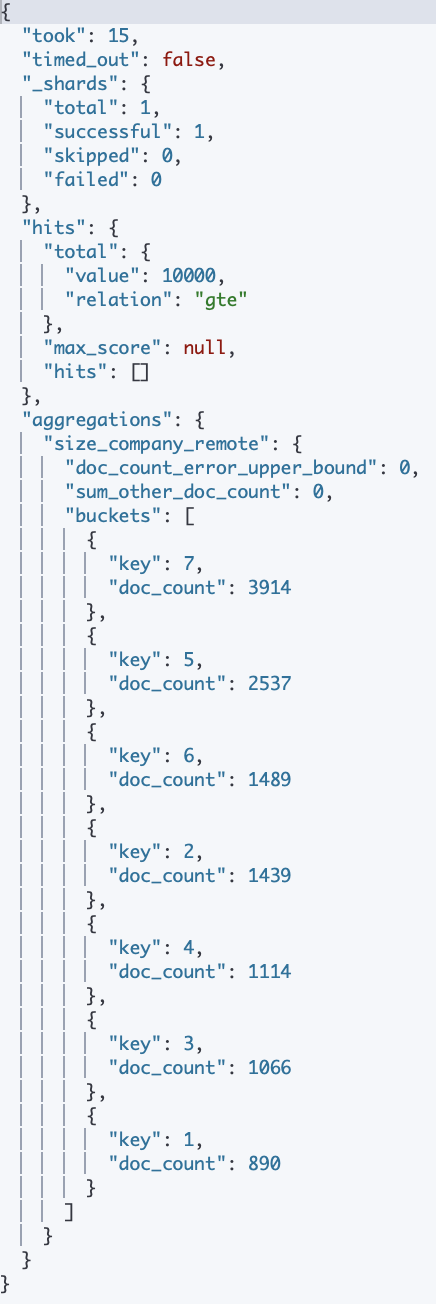 {
  "took": 15,
  "timed_out": false,
  "_shards": {
    "total": 1,
    "successful": 1,
    "skipped": 0,
    "failed": 0
  },
  "hits": {
    "total": {
      "value": 10000,
      "relation": "gte"
    },
    "max_score": null,
    "hits": []
  },
  "aggregations": {
    "size_company_remote": {
      "doc_count_error_upper_bound": 0,
      "sum_other_doc_count": 0,
      "buckets": [
        {
          "key": 7,
          "doc_count": 3914
        },
        {
          "key": 5,
          "doc_count": 2537
        },
        {
          "key": 6,
          "doc_count": 1489
        },
        {
          "key": 2,
          "doc_count": 1439
        },
        {
          "key": 4,
          "doc_count": 1114
        },
        {
          "key": 3,
          "doc_count": 1066
        },
        {
          "key": 1,
          "doc_count": 890
        }
      ]
    }
  }
}